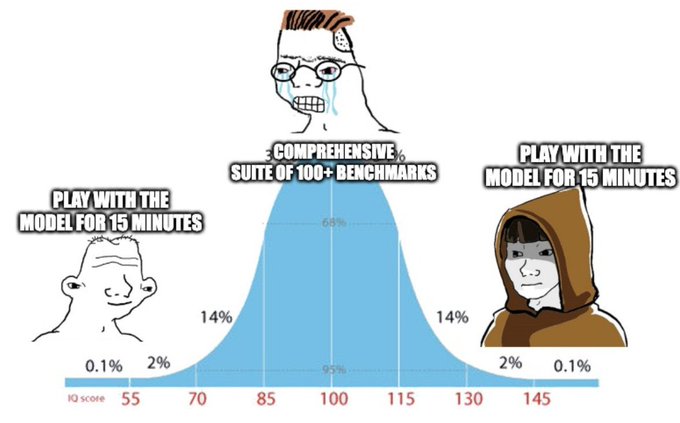 COMPREHENSIVE
SUITE OF 100+ BENCHMARKS
PLAY WITH THE
MODEL FOR 15 MINUTES
PLAY WITH THE
MODEL FOR 15 MINUTES
68%
14%
14%
95%
0.1%
2%
2%
0.1%
IQ score
55
70
85
100
115
130
145